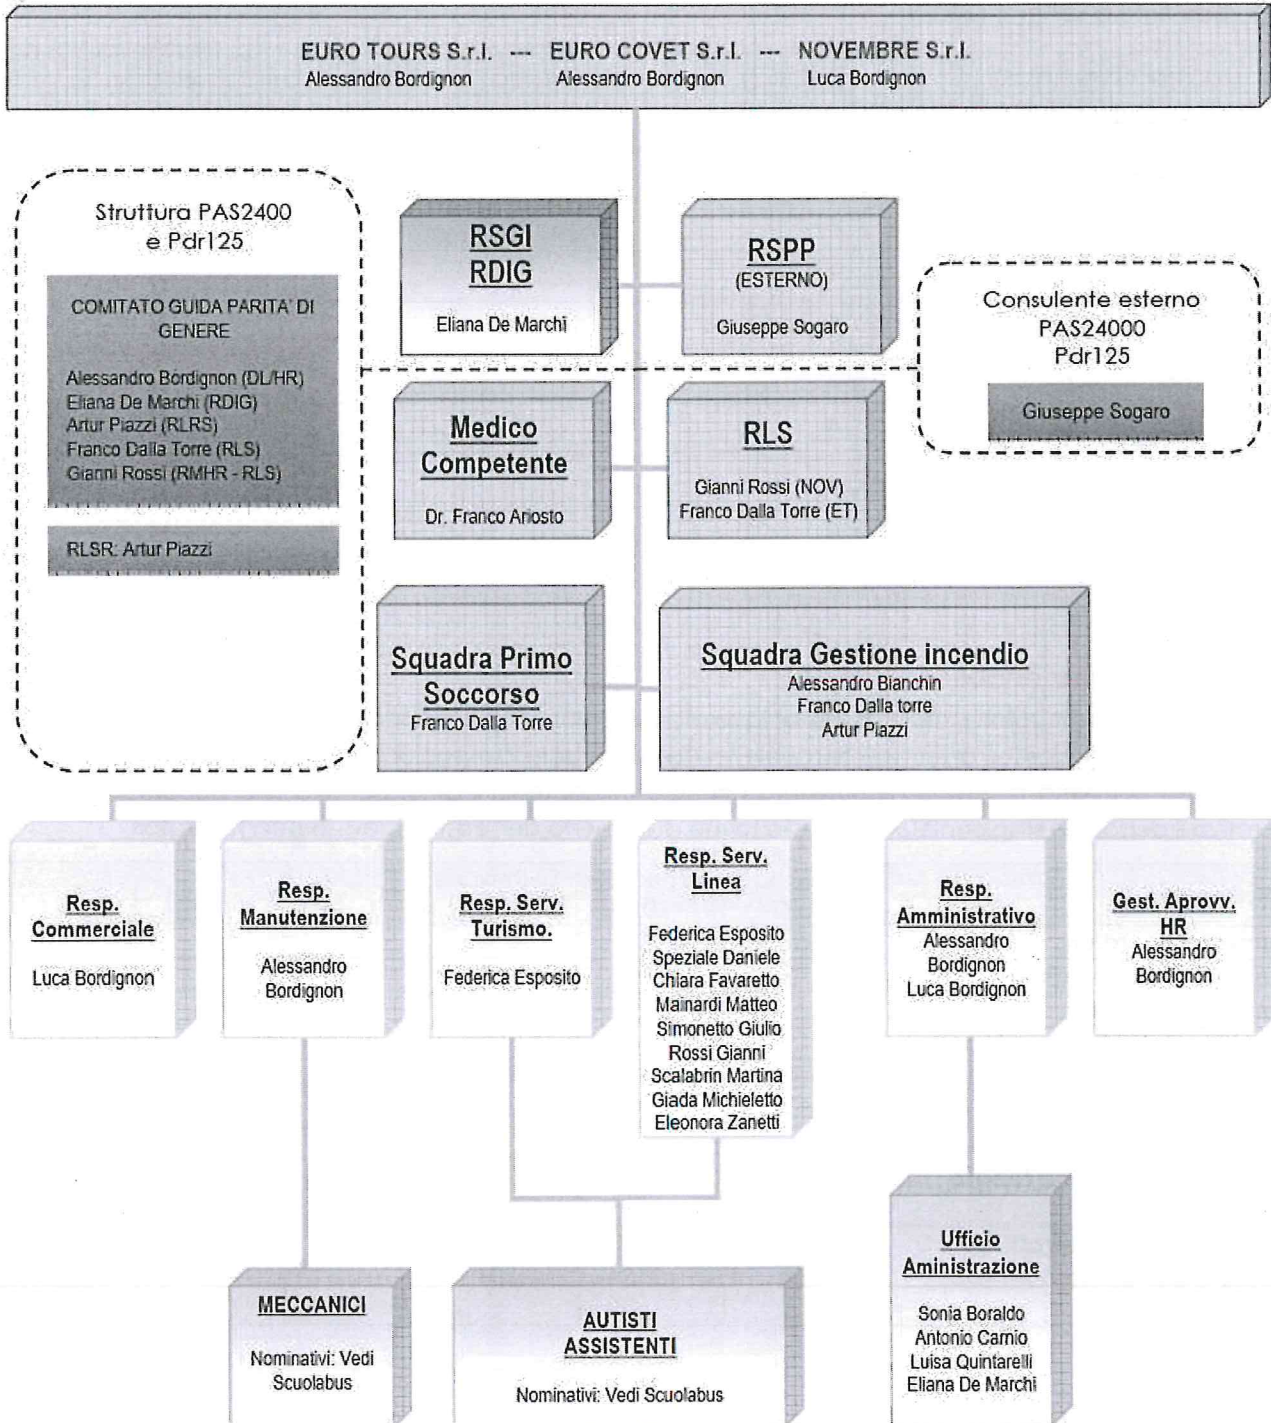 EURO TOURS S.r.l. --- EURO COVET S.r.l. --- NOVEMBRE S.r.l.
Alessandro Bordignon Alessandro Bordignon Luca Bordignon
Struttura PAS2400
e Pdr125
COMITATO GUIDA PARITA' DI
GENERE
Alessandro Bordignon (DL/HR)
Eliana De Marchi (RDIG)
Artur Piazzi (RLRS)
Franco Dalla Torre (RLS)
Gianni Rossi (RMHR - RLS)
RLSR: Artur Piazzi
RSGI
RDIG
Eliana De Marchi
RSPP
(ESTERNO)
Giuseppe Sogaro
Consulente esterno
PAS24000
Pdr125
Giuseppe Sogaro
Medico
Competente
Dr. Franco Ariosto
RLS
Gianni Rossi (NOV)
Franco Dalla Torre (ET)
Squadra Primo
Soccorso
Franco Dalla Torre
Squadra Gestione incendio
Alessandro Bianchin
Franco Dalla torre
Artur Piazzi
Resp.
Commerciale
Luca Bordignon
Resp.
Manutenzione
Alessandro
Bordignon
Resp. Serv.
Turismo.
Federica Esposito
Resp. Serv.
Linea
Federica Esposito
Speziale Daniele
Chiara Favaretto
Mainardi Matteo
Simonetto Giulio
Rossi Gianni
Scalabrin Martina
Giada Michieletto
Eleonora Zanetti
Resp.
Amministrativo
Alessandro
Bordignon
Luca Bordignon
Gest. Aprovv.
HR
Alessandro
Bordignon
MECCANICI
Nominativi: Vedi
Scuolabus
AUTISTI
ASSISTENTI
Nominativi: Vedi Scuolabus
Ufficio
Aministrazione
Sonia Boraldo
Antonio Carnio
Luisa Quintarelli
Eliana De Marchi